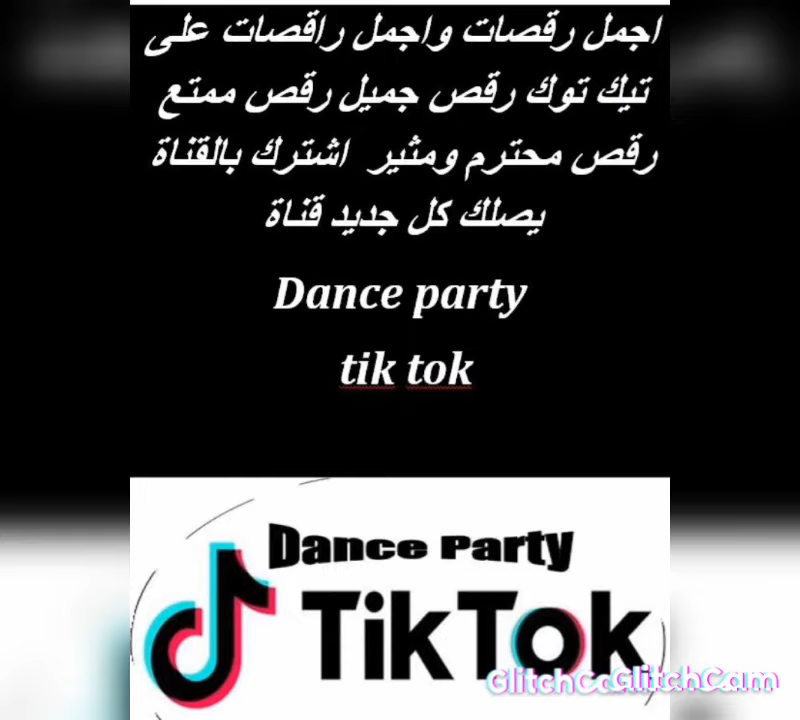 اجمل رقصات واجمل راقصات على
تيك توك رقص جميل رقص ممتع
رقص محترم ومثير اشترك بالقناة
يصلك كل جديد قناة
Dance party
tik tok
Dance Party
TikTok
GlitchCam